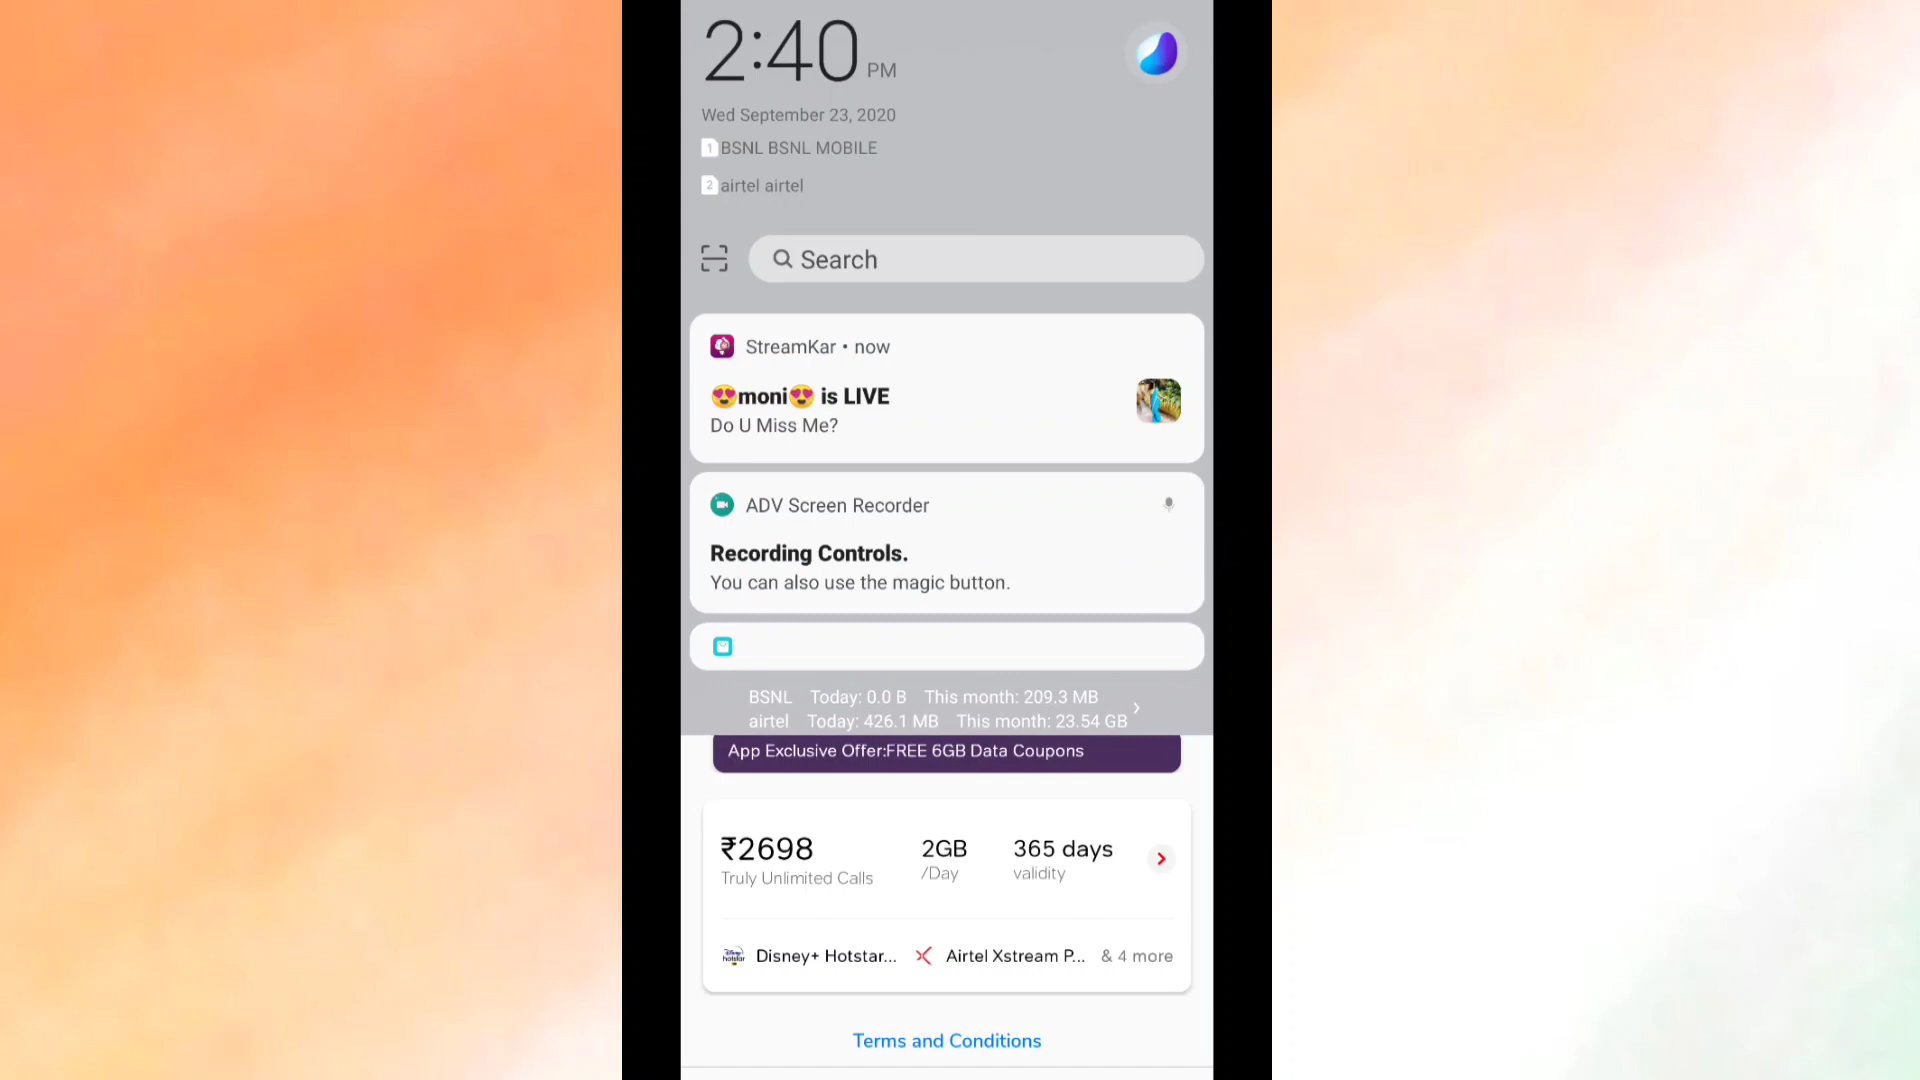 2:40 PM
Wed September 23, 2020
1 BSNL BSNL MOBILE
2 airtel airtel
Search
StreamKar • now
😍moni😍 is LIVE
Do U Miss Me?
ADV Screen Recorder
Recording Controls.
You can also use the magic button.
BSNL Today: 0.0 B This month: 209.3 MB
airtel Today: 426.1 MB This month: 23.54 GB
App Exclusive Offer:FREE 6GB Data Coupons
₹2698 2GB 365 days
Truly Unlimited Calls /Day validity
Disney+ Hotstar... Airtel Xstream P... & 4 more
Terms and Conditions